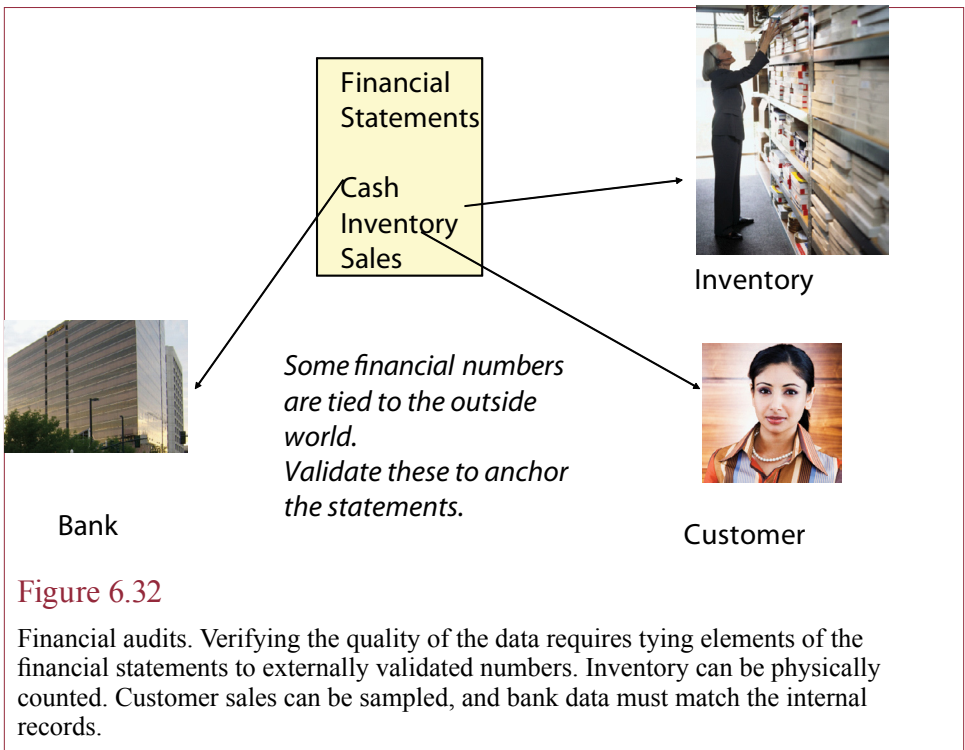 Financial
Statements
Cash
Inventory
Sales
Inventory
Some financial numbers
are tied to the outside
world.
Validate these to anchor
the statements.
Bank
Customer
Figure 6.32
Financial audits. Verifying the quality of the data requires tying elements of the
financial statements to externally validated numbers. Inventory can be physically
counted. Customer sales can be sampled, and bank data must match the internal
records.